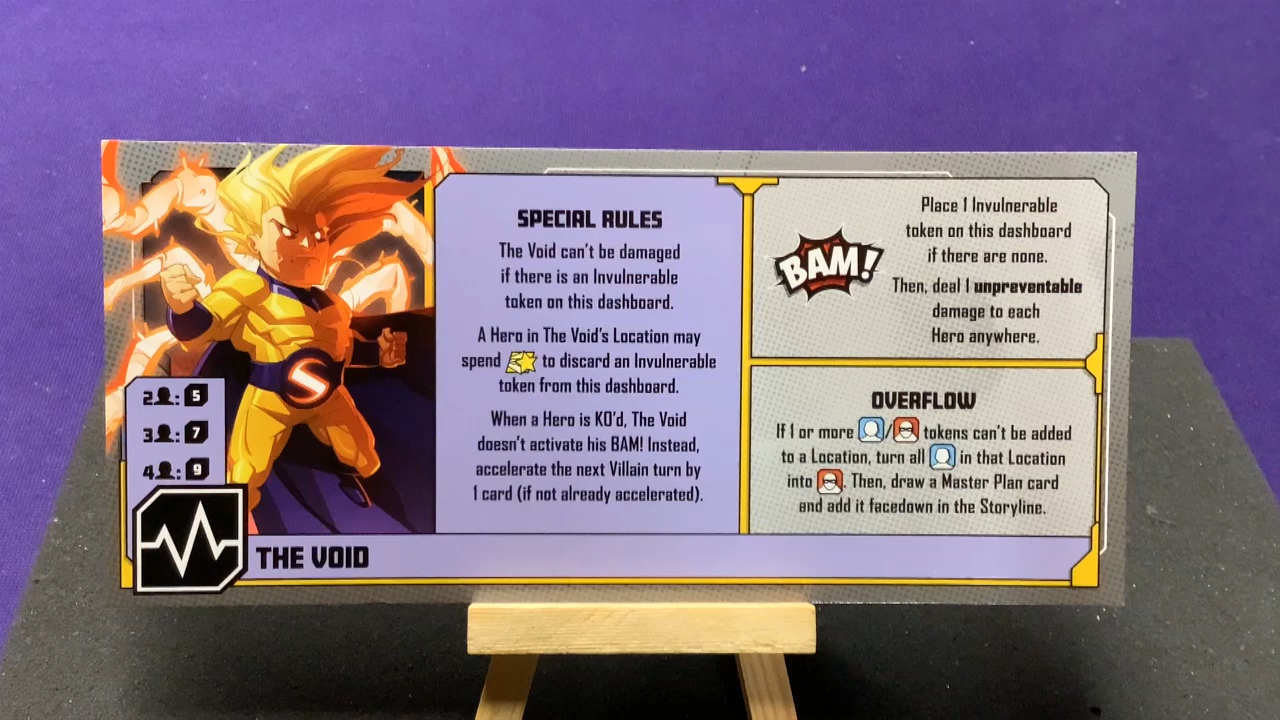 SPECIAL RULES
The Void can't be damaged
if there is an Invulnerable
token on this dashboard.
A Hero in The Void's Location may
spend to discard an Invulnerable
token from this dashboard.
When a Hero is KO'd, The Void
doesn't activate his BAM! Instead,
accelerate the next Villain turn by
1 card (if not already accelerated).
BAM!
Place 1 Invulnerable
token on this dashboard
if there are none.
Then, deal 1 unpreventable
damage to each
Hero anywhere.
OVERFLOW
If 1 or more / tokens can't be added
to a Location, turn all in that Location
into . Then, draw a Master Plan card
and add it facedown in the Storyline.
S
2 : 5
3 : 7
4 : 9
THE VOID